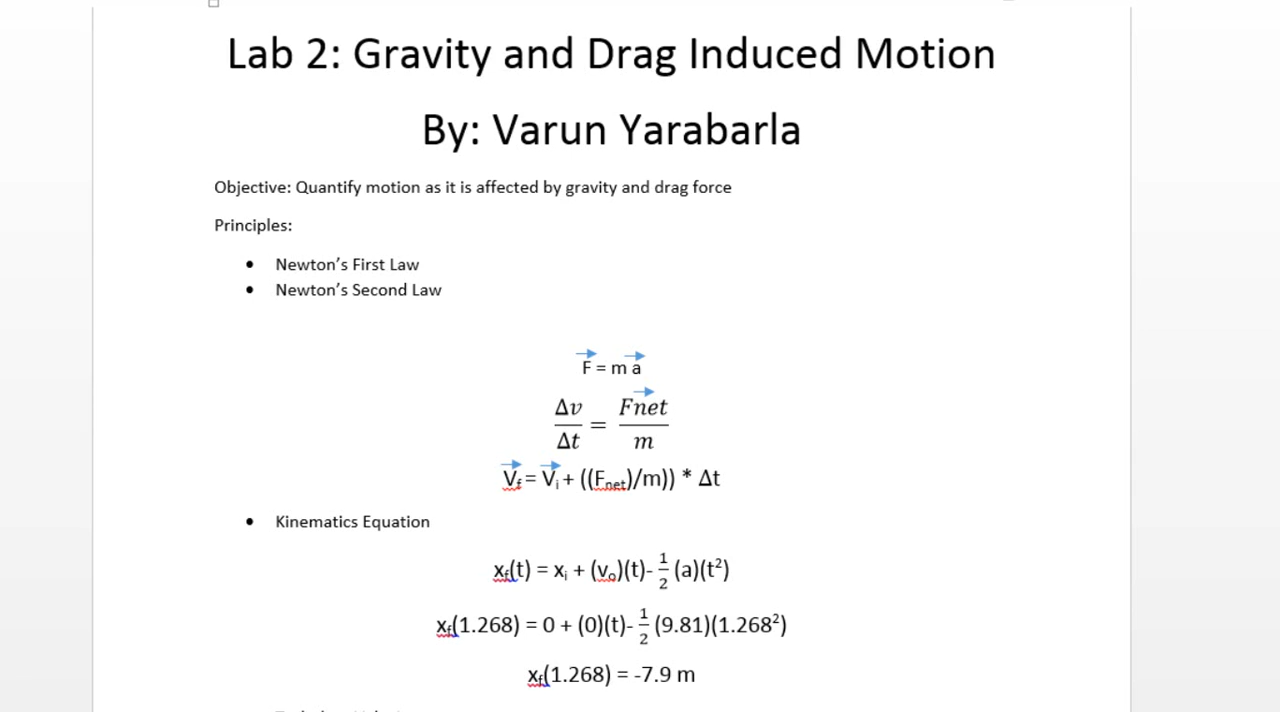 Lab 2: Gravity and Drag Induced Motion
By: Varun Yarabarla
Objective: Quantify motion as it is affected by gravity and drag force
Principles:
• Newton's First Law
• Newton's Second Law
F = m a
Δv/Δt = Fnet/m
Vf = Vi + ((Fnet)/m)) * Δt
• Kinematics Equation
xf(t) = xi + (vo)(t)- 1/2 (a)(t²)
xf(1.268) = 0 + (0)(t)- 1/2 (9.81)(1.268²)
xf(1.268) = -7.9 m